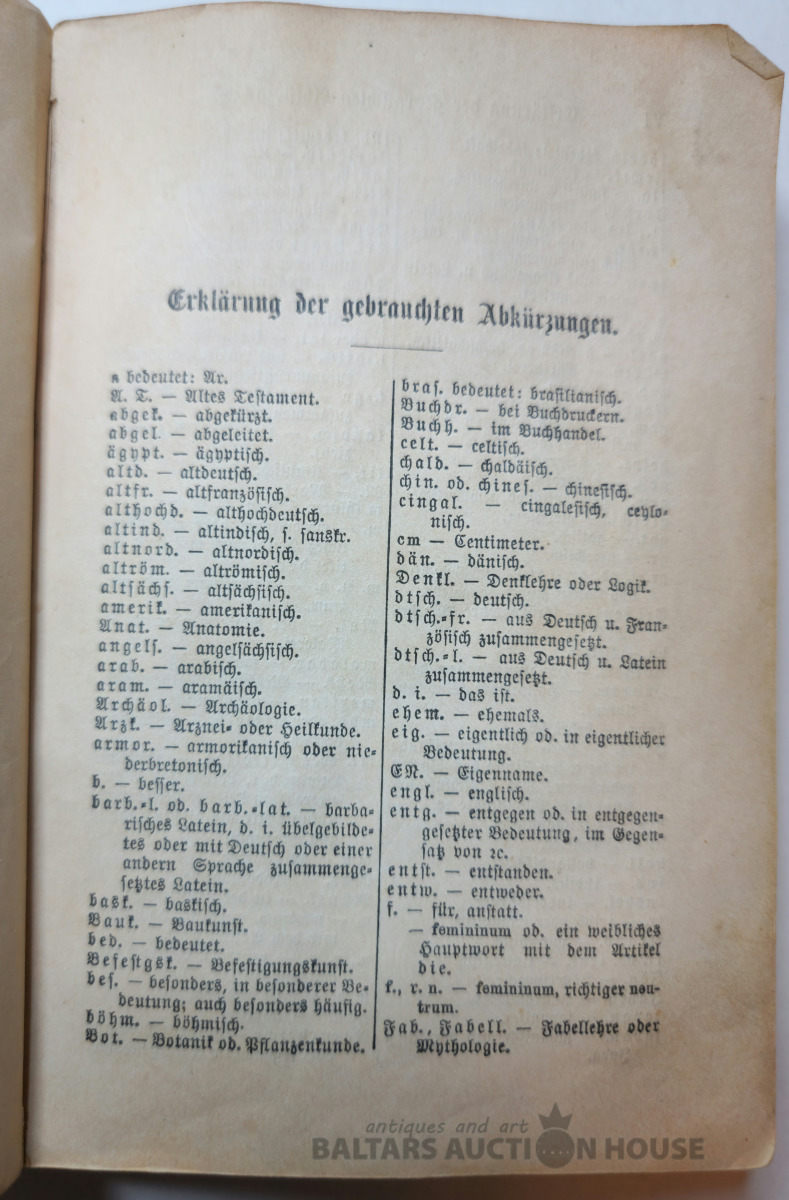 Erklärung der gebrauchten Abkürzungen.
a bedeutet: Ar.
A. T. — Altes Testament.
abgek. — abgekürzt.
abgel. — abgeleitet.
ägypt. — ägyptisch.
altd. — altdeutsch.
altfr. — altfranzösisch.
althochd. — althochdeutsch.
altind. — altindisch, s. sanskr.
altnord. — altnordisch.
altröm. — altrömisch.
altsächs. — altsächsisch.
amerik. — amerikanisch.
Anat. — Anatomie.
angels. — angelsächsisch.
arab. — arabisch.
aram. — aramäisch.
Archäol. — Archäologie.
Arzk. — Arznei- oder Heilkunde.
armor. — armorikanisch oder nie-
derbretonisch.
b. — besser.
barb.-l. od. barb.-lat. — barba-
risches Latein, d. i. übelgebilde-
tes oder mit Deutsch oder einer
andern Sprache zusammenge-
setztes Latein.
bask. — baskisch.
Bauk. — Baukunst.
bed. — bedeutet.
Befestgsk. — Befestigungskunst.
bes. — besonders, in besonderer Be-
deutung; auch besonders häufig.
böhm. — böhmisch.
Bot. — Botanik od. Pflanzenkunde.
bras. bedeutet: brasilianisch.
Buchdr. — bei Buchdruckern.
Buchh. — im Buchhandel.
celt. — celtisch.
chald. — chaldäisch.
chin. od. chines. — chinesisch.
cingal. — cingalesisch, ceylo-
nisch.
cm — Centimeter.
dän. — dänisch.
Denkl. — Denklehre oder Logik.
dtsch. — deutsch.
dtsch.-fr. — aus Deutsch u. Fran-
zösisch zusammengesetzt.
dtsch.-l. — aus Deutsch u. Latein
zusammengesetzt.
d. i. — das ist.
ehem. — ehemals.
eig. — eigentlich od. in eigentlicher
Bedeutung.
EN. — Eigenname.
engl. — englisch.
entg. — entgegen od. in entgegen-
gesetzter Bedeutung, im Gegen-
satz von ꝛc.
entst. — entstanden.
entw. — entweder.
f. — für, anstatt.
— femininum od. ein weibliches
Hauptwort mit dem Artikel
die.
f., r. n. — femininum, richtiger neu-
trum.
Fab., Fabell. — Fabellehre oder
Mythologie.
antiques and art
BALTARS AUCTION HOUSE